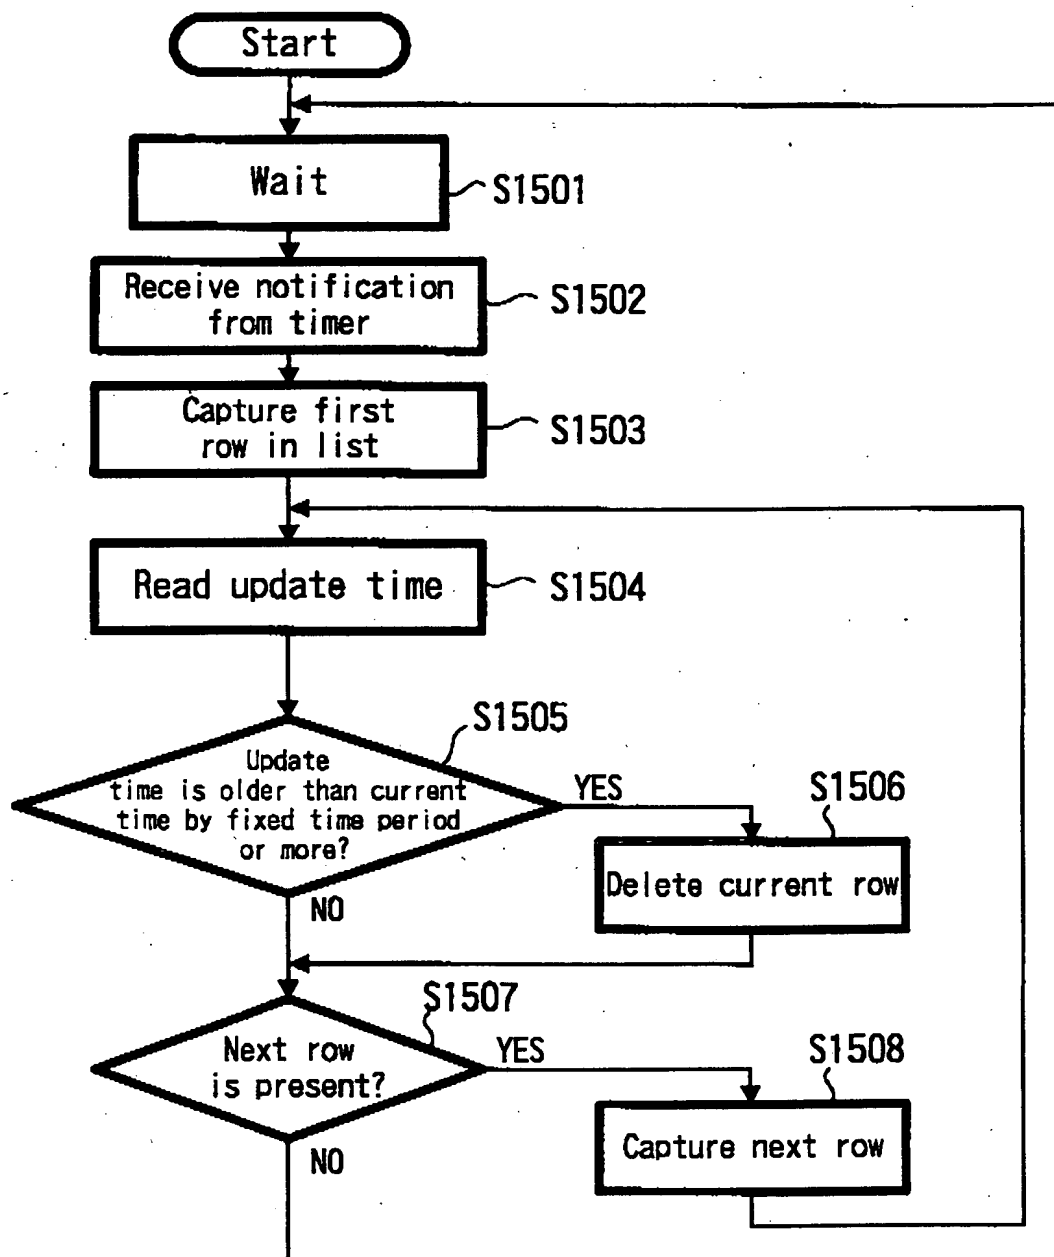 Start
Wait
S1501
Receive notification
from timer
S1502
Capture first
row in list
S1503
Read update time
S1504
S1505
Update
time is older than current
time by fixed time period
or more?
YES
S1506
Delete current row
NO
S1507
Next row
is present?
YES
S1508
Capture next row
NO